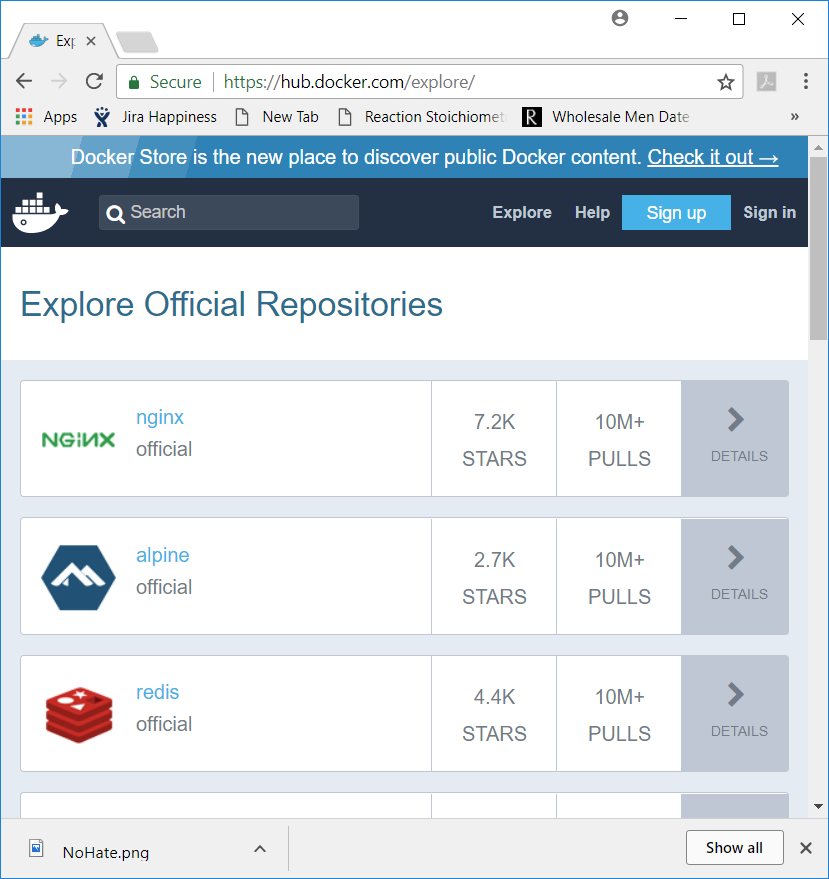 Exp
Secure
https://hub.docker.com/explore/
Apps
Jira Happiness
New Tab
Reaction Stoichiomet
R
Wholesale Men Date
»
Docker Store is the new place to discover public Docker content. Check it out →
Search
Explore
Help
Sign up
Sign in
Explore Official Repositories
NGINX
nginx
official
7.2K
STARS
10M+
PULLS
DETAILS
alpine
official
2.7K
STARS
10M+
PULLS
DETAILS
redis
official
4.4K
STARS
10M+
PULLS
DETAILS
NoHate.png
Show all